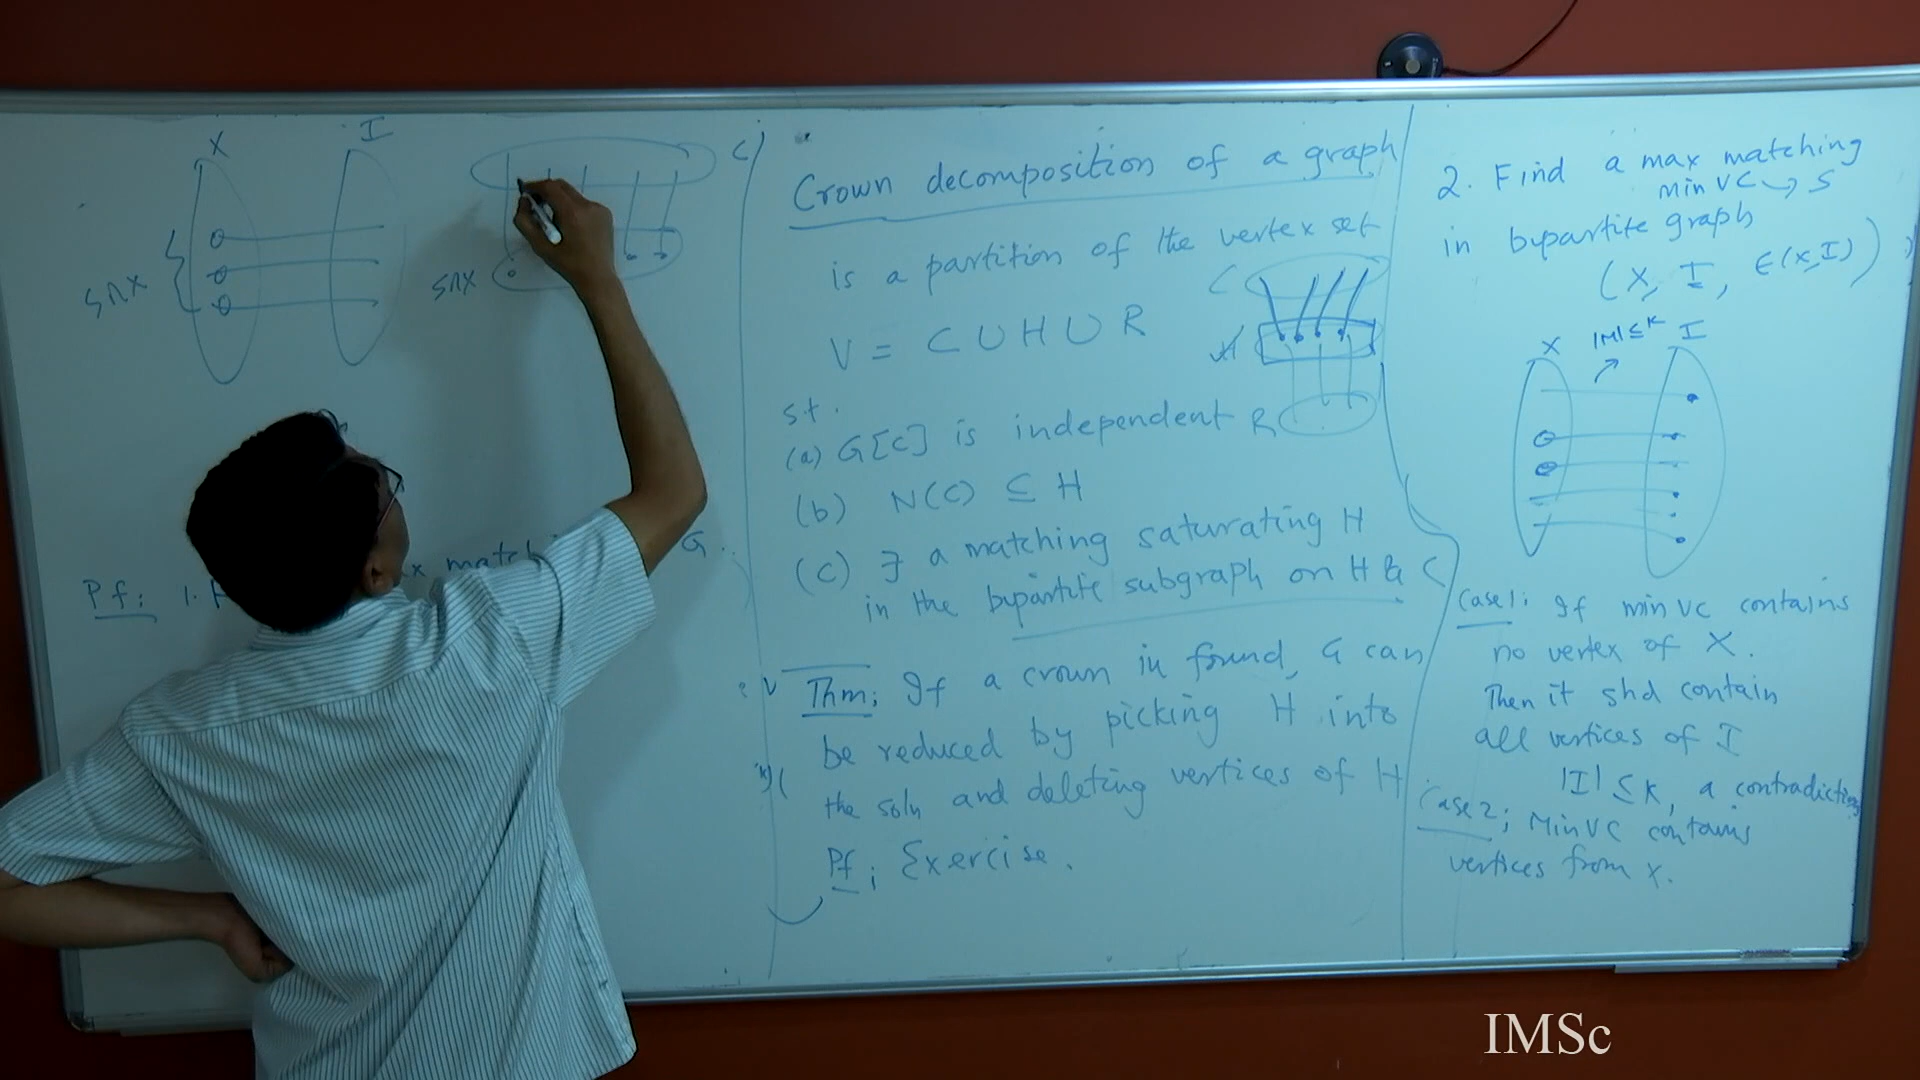 X
I
S∩X
C
S∩X
Pf: 1.
G.
Crown decomposition of a graph
is a partition of the vertex set
V = C ∪ H ∪ R
s.t.
(a) G[C] is independent
(b) N(C) ⊆ H
(c) ∃ a matching saturating H
in the bipartite subgraph on H & C
C
H
R
Thm: If a crown in found, G can
be reduced by picking H into
the soln and deleting vertices of H
Pf: Exercise.
2. Find a max matching
min VC → S
in bipartite graph
(X, I, E(X,I))
|M| ≤ K
X
I
Case 1: If min VC contains
no vertex of X.
Then it shd contain
all vertices of I
|I| ≤ K, a contradiction
Case 2: Min VC contains
vertices from X.
IMSc